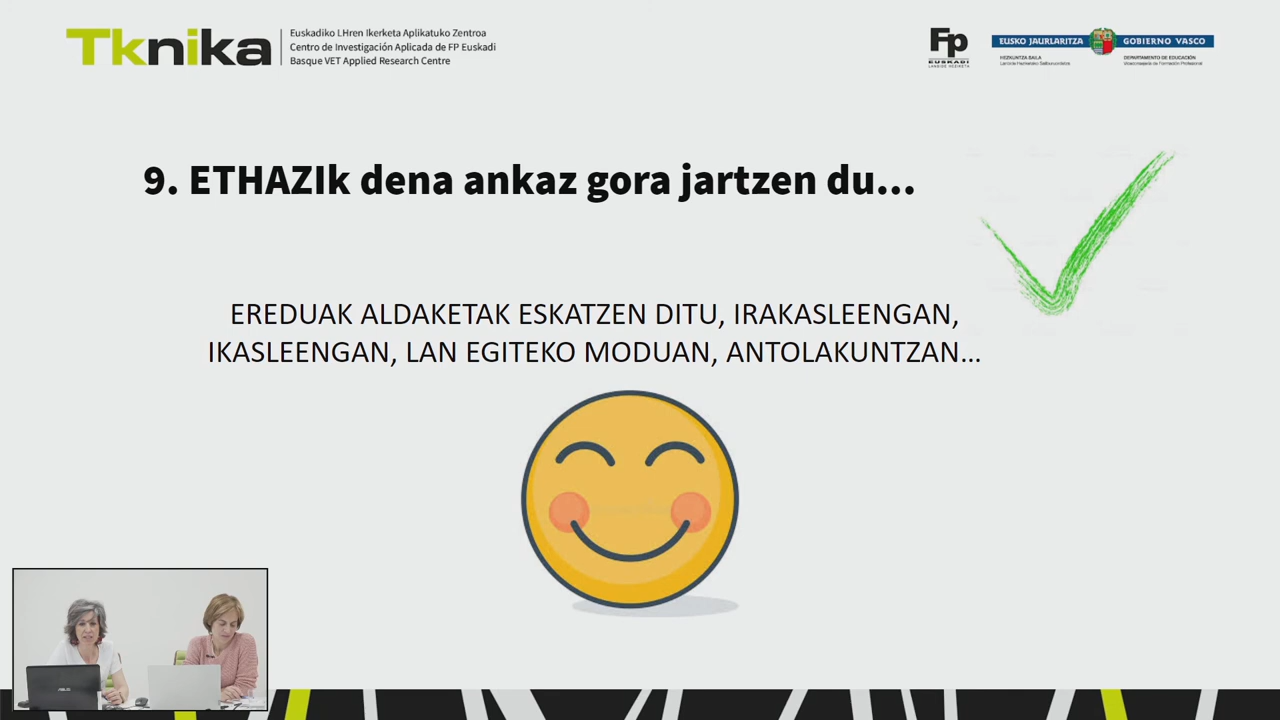 Tknika
Euskadiko LHren Ikerketa Aplikatuko Zentroa
Centro de Investigación Aplicada de FP Euskadi
Basque VET Applied Research Centre
Fp
EUSKADI
LANBIDE HEZIKETA
EUSKO JAURLARITZA
GOBIERNO VASCO
HEZKUNTZA SAILA
Lanbide Heziketako Sailburuordetza
DEPARTAMENTO DE EDUCACIÓN
Viceconsejería de Formación Profesional
9. ETHAZIk dena ankaz gora jartzen du...
EREDUAK ALDAKETAK ESKATZEN DITU, IRAKASLEENGAN,
IKASLEENGAN, LAN EGITEKO MODUAN, ANTOLAKUNTZAN...
ASUS